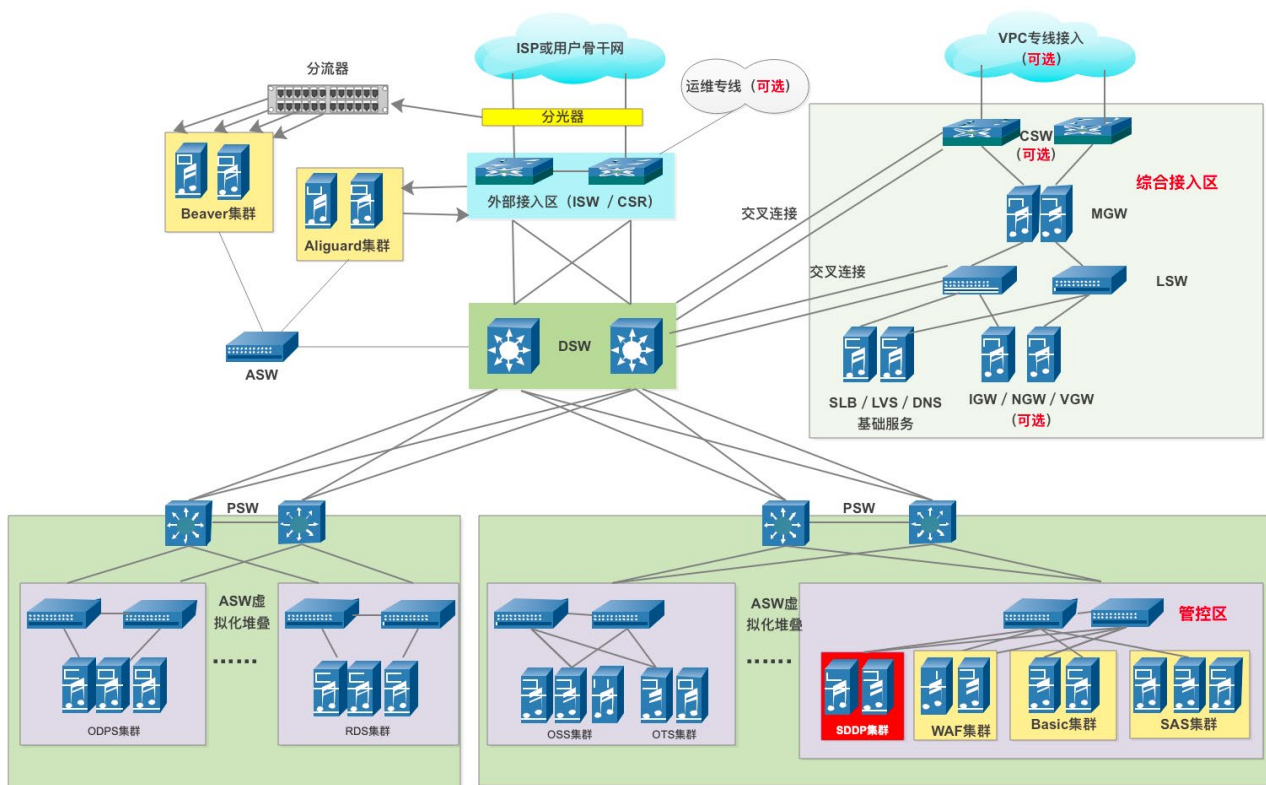 ISP或用户骨干网
VPC专线接入
(可选)
分流器
运维专线（可选）
分光器
CSW
(可选)
综合接入区
Beaver集群
外部接入区（ISW / CSR）
MGW
Aliguard集群
交叉连接
交叉连接
LSW
DSW
ASW
SLB / LVS / DNS
基础服务
IGW / NGW / VGW
(可选)
PSW
PSW
ASW虚
拟化堆叠
······
ASW虚
拟化堆叠
······
管控区
ODPS集群
RDS集群
OSS集群
OTS集群
SDDP集群
WAF集群
Basic集群
SAS集群